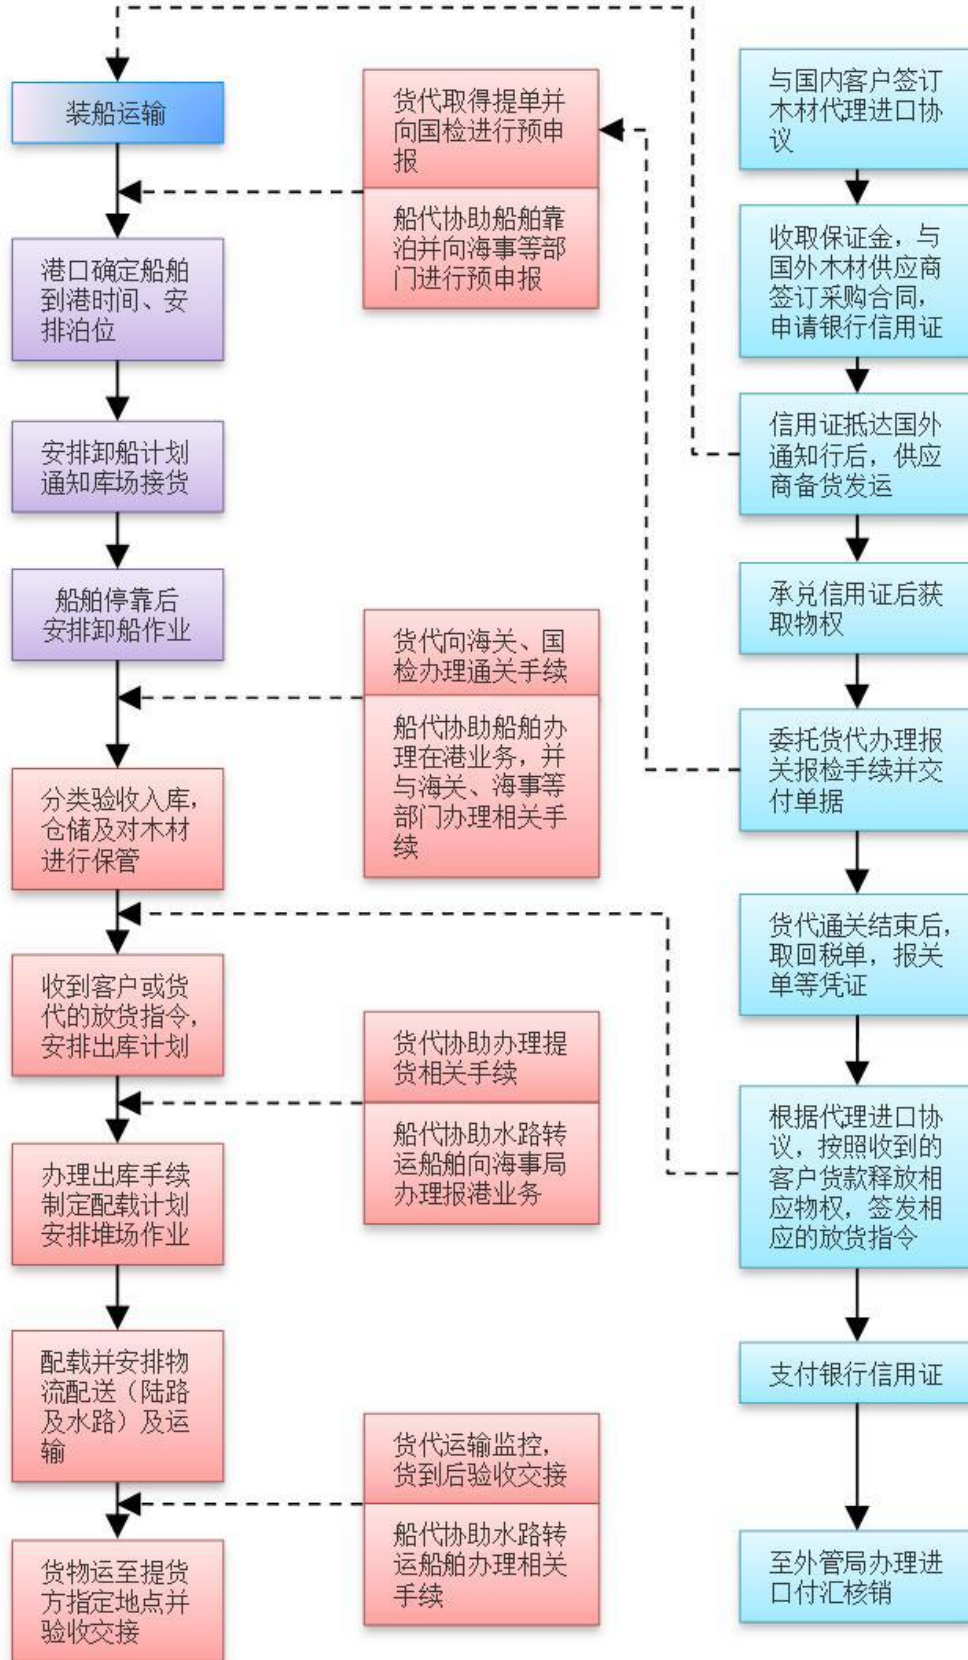 装船运输
港口确定船舶
到港时间、安
排泊位
安排卸船计划
通知库场接货
船舶停靠后
安排卸船作业
分类验收入库，
仓储及对木材
进行保管
收到客户或货
代的放货指令，
安排出库计划
办理出库手续
制定配载计划
安排堆场作业
配载并安排物
流配送（陆路
及水路）及运
输
货物运至提货
方指定地点并
验收交接
货代取得提单并
向国检进行预申
报
船代协助船舶靠
泊并向海事等部
门进行预申报
货代向海关、国
检办理通关手续
船代协助船舶办
理在港业务，并
与海关、海事等
部门办理相关手
续
货代协助办理提
货相关手续
船代协助水路转
运船舶向海事局
办理报港业务
货代运输监控，
货到后验收交接
船代协助水路转
运船舶办理相关
手续
与国内客户签订
木材代理进口协
议
收取保证金，与
国外木材供应商
签订采购合同，
申请银行信用证
信用证抵达国外
通知行后，供应
商备货发运
承兑信用证后获
取物权
委托货代办理报
关报检手续并交
付单据
货代通关结束后，
取回税单，报关
单等凭证
根据代理进口协
议，按照收到的
客户货款释放相
应物权，签发相
应的放货指令
支付银行信用证
至外管局办理进
口付汇核销